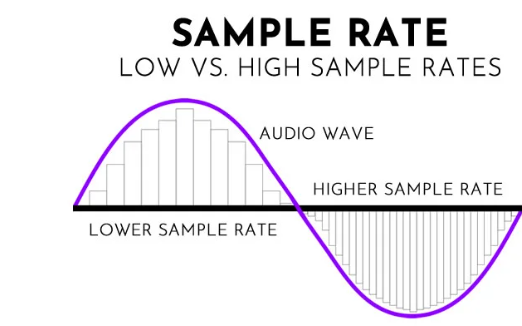 SAMPLE RATE
LOW VS. HIGH SAMPLE RATES
AUDIO WAVE
HIGHER SAMPLE RATE
LOWER SAMPLE RATE